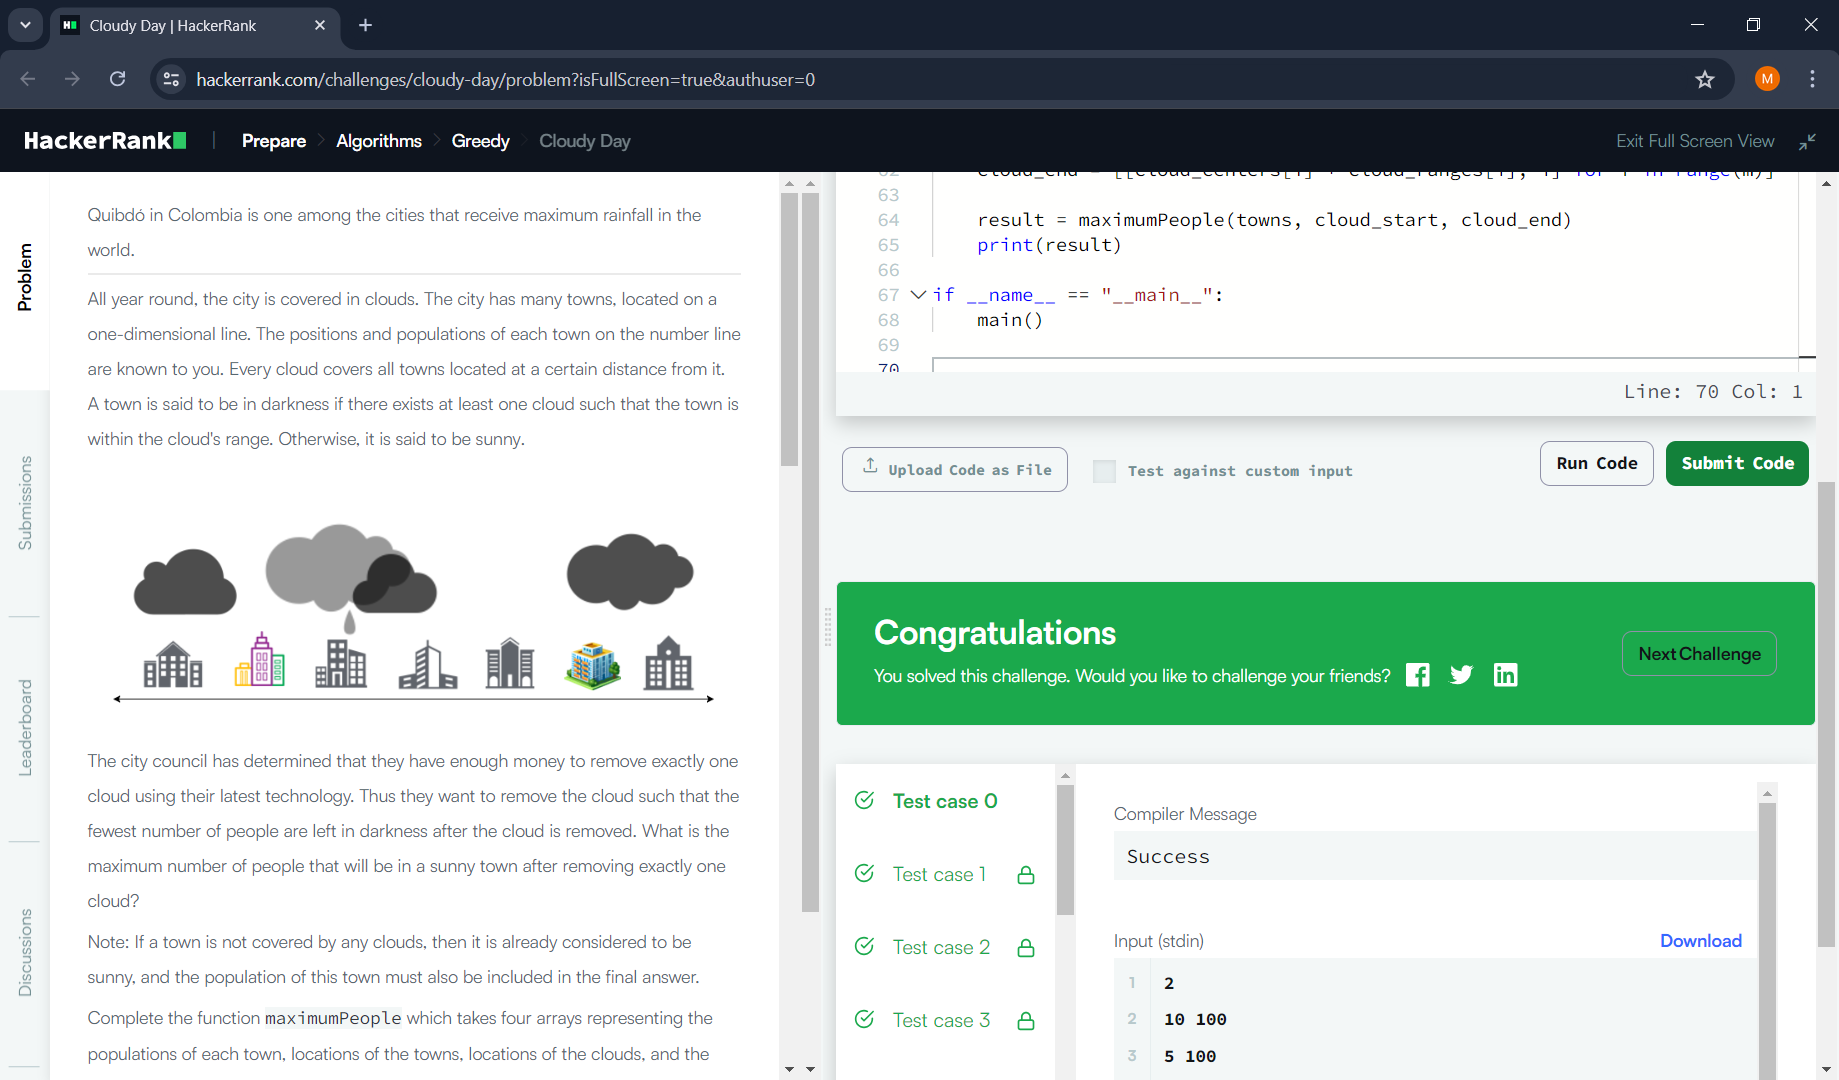 Cloudy Day | HackerRank
hackerrank.com/challenges/cloudy-day/problem?isFullScreen=true&authuser=0
M
HackerRank
Prepare
Algorithms
Greedy
Cloudy Day
Exit Full Screen View
Problem
Submissions
Leaderboard
Discussions
Quibdó in Colombia is one among the cities that receive maximum rainfall in the
world.
All year round, the city is covered in clouds. The city has many towns, located on a
one-dimensional line. The positions and populations of each town on the number line
are known to you. Every cloud covers all towns located at a certain distance from it.
A town is said to be in darkness if there exists at least one cloud such that the town is
within the cloud's range. Otherwise, it is said to be sunny.
The city council has determined that they have enough money to remove exactly one
cloud using their latest technology. Thus they want to remove the cloud such that the
fewest number of people are left in darkness after the cloud is removed. What is the
maximum number of people that will be in a sunny town after removing exactly one
cloud?
Note: If a town is not covered by any clouds, then it is already considered to be
sunny, and the population of this town must also be included in the final answer.
Complete the function maximumPeople which takes four arrays representing the
populations of each town, locations of the towns, locations of the clouds, and the
62 cloud_end = [[cloud_centers[i] + cloud_ranges[i], i] for i in range(m)]
63
64 result = maximumPeople(towns, cloud_start, cloud_end)
65 print(result)
66
67 if __name__ == "__main__":
68 main()
69
70
Line: 70 Col: 1
Upload Code as File
Test against custom input
Run Code
Submit Code
Congratulations
You solved this challenge. Would you like to challenge your friends?
Next Challenge
Test case 0
Test case 1
Test case 2
Test case 3
Compiler Message
Success
Input (stdin)
Download
1 2
2 10 100
3 5 100